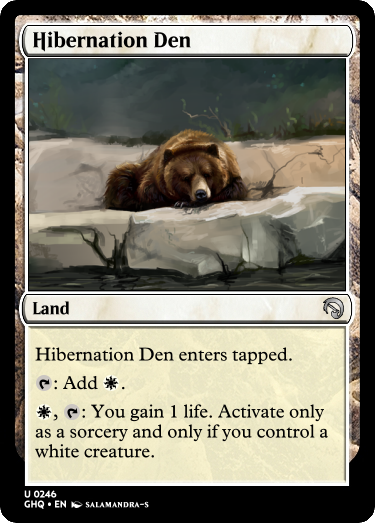 Hibernation Den
Land
Hibernation Den enters tapped.
: Add .
, : You gain 1 life. Activate only
as a sorcery and only if you control a
white creature.
U 0246
GHQ • EN SALAMANDRA-S